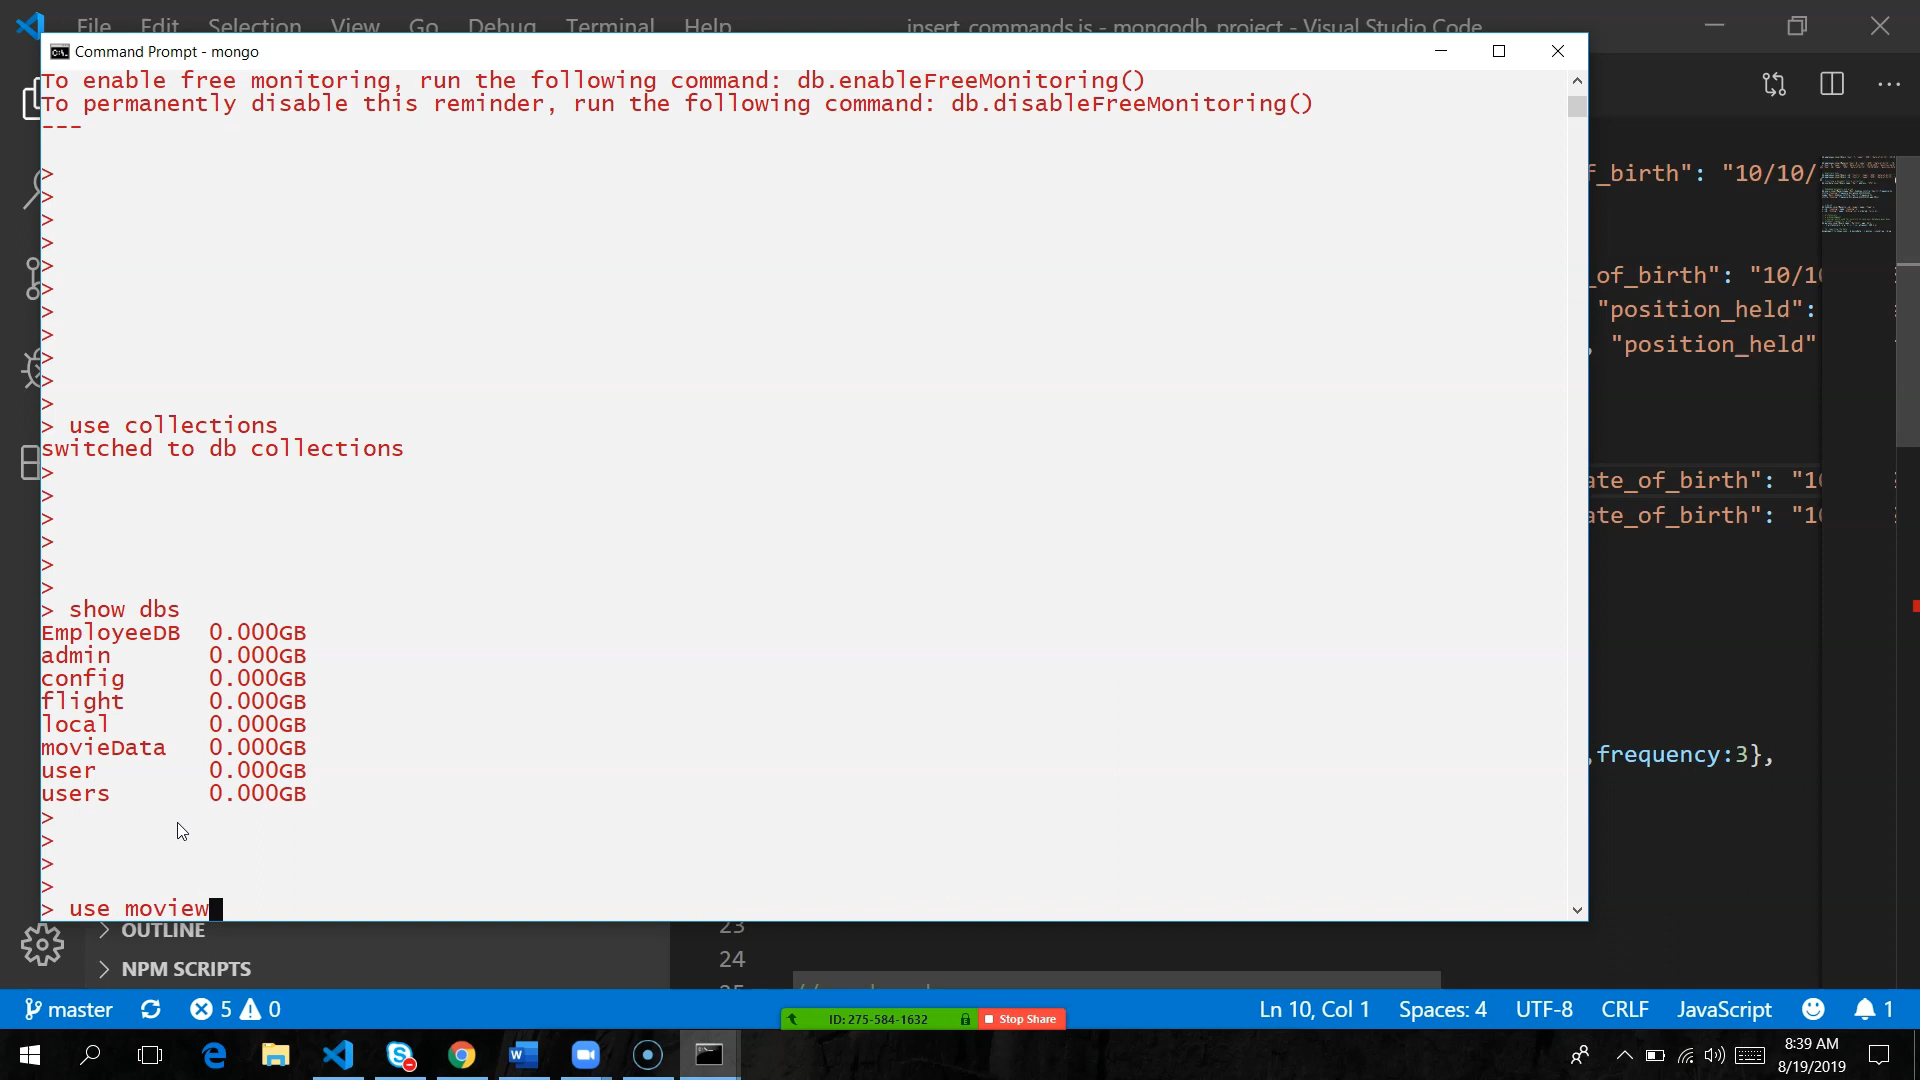 File Edit Selection View Go Debug Terminal Help insert_commands.js - mongodb_project - Visual Studio Code
Command Prompt - mongo
To enable free monitoring, run the following command: db.enableFreeMonitoring()
To permanently disable this reminder, run the following command: db.disableFreeMonitoring()
---
>
>
>
>
>
>
>
>
>
>
>
> use collections
switched to db collections
>
>
>
>
>
>
> show dbs
EmployeeDB 0.000GB
admin 0.000GB
config 0.000GB
flight 0.000GB
local 0.000GB
movieData 0.000GB
user 0.000GB
users 0.000GB
>
>
>
>
> use moview
_birth": "10/10/
of_birth": "10/10
"position_held":
, "position_held"
ate_of_birth": "10
ate_of_birth": "10
,frequency:3},
OUTLINE
NPM SCRIPTS
23
24
master 5 0 Ln 10, Col 1 Spaces: 4 UTF-8 CRLF JavaScript 1
ID: 275-584-1632 Stop Share
8:39 AM
8/19/2019